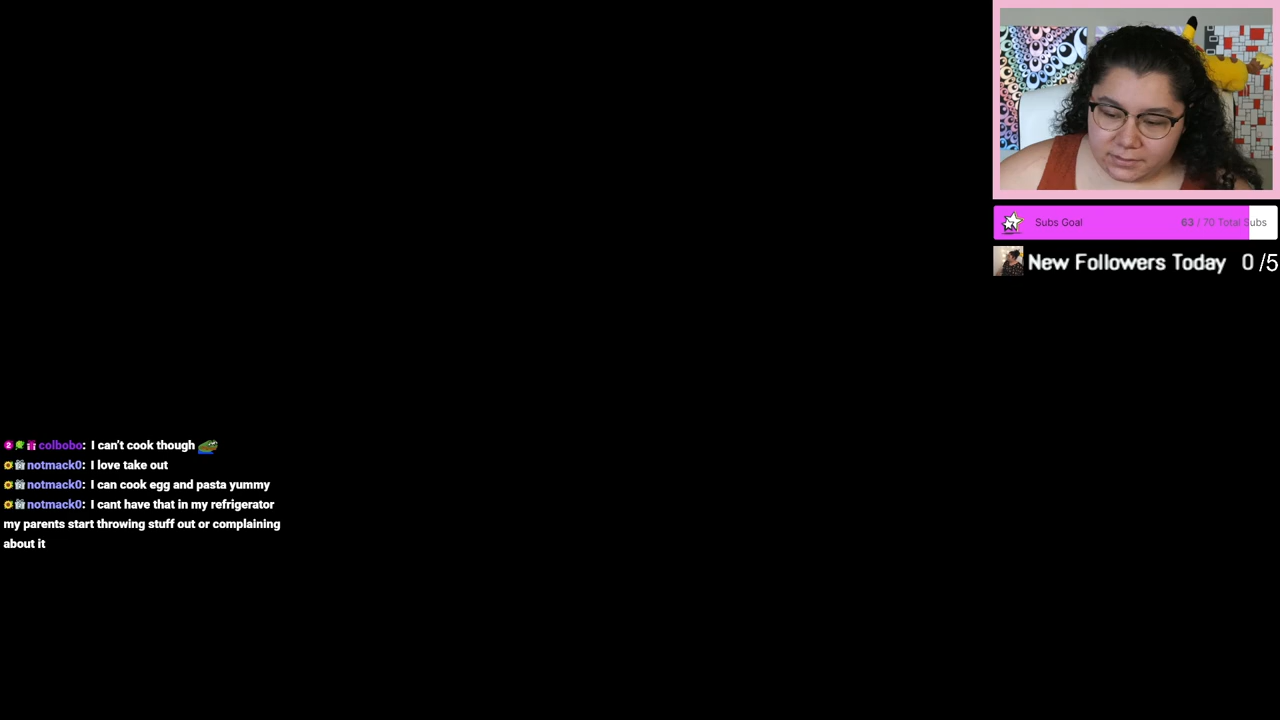 Subs Goal 63 / 70 Total Subs
New Followers Today 0 /5
colbobo: I can't cook though
notmack0: I love take out
notmack0: I can cook egg and pasta yummy
notmack0: I cant have that in my refrigerator
my parents start throwing stuff out or complaining
about it